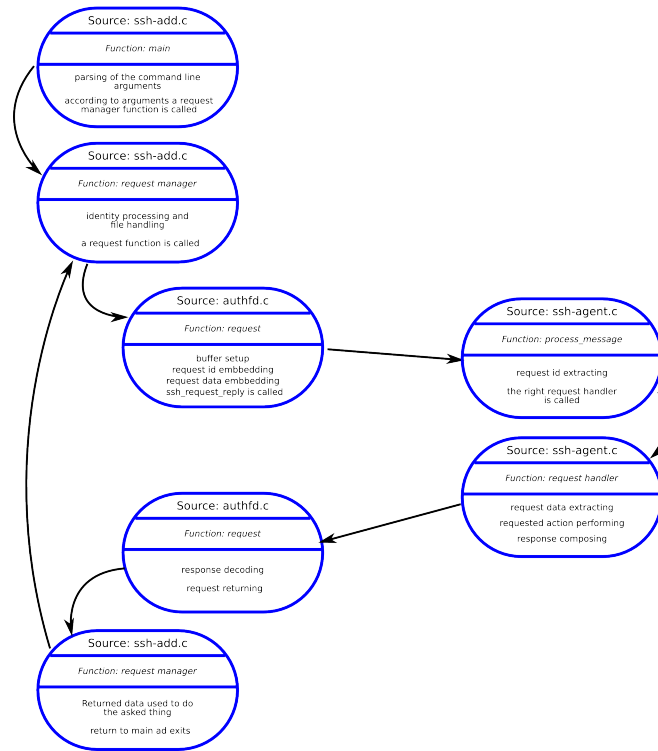 Source: ssh-add.c
Function: main
parsing of the command line
arguments
according to arguments a request
manager function is called
Source: ssh-add.c
Function: request manager
identity processing and
file handling
a request function is called
Source: authfd.c
Function: request
buffer setup
request id embbedding
request data embbedding
ssh_request_reply is called
Source: ssh-agent.c
Function: process_message
request id extracting
the right request handler
is called
Source: ssh-agent.c
Function: request handler
request data extracting
requested action performing
response composing
Source: authfd.c
Function: request
response decoding
request returning
Source: ssh-add.c
Function: request manager
Returned data used to do
the asked thing
return to main ad exits